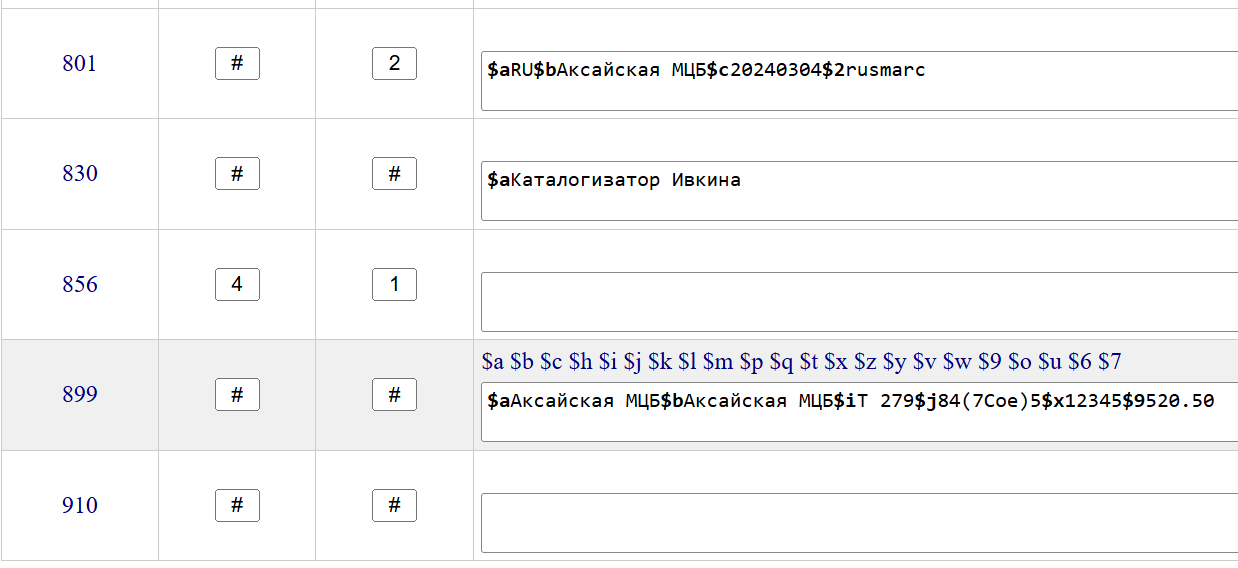 801 # 2 $aRU$bАксайская МЦБ$c20240304$2rusmarc
830 # # $aКаталогизатор Ивкина
856 4 1
$a $b $c $h $i $j $k $l $m $p $q $t $x $z $y $v $w $9 $o $u $6 $7
899 # # $aАксайская МЦБ$bАксайская МЦБ$iТ 279$j84(7Сое)5$x12345$9520.50
910 # #